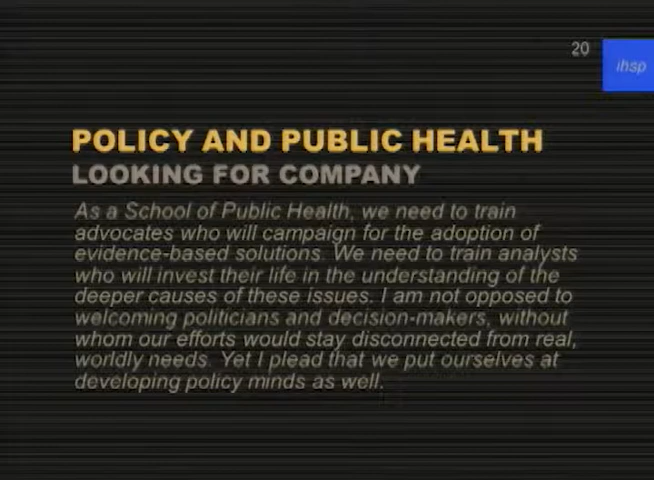 20
ihsp
POLICY AND PUBLIC HEALTH
LOOKING FOR COMPANY
As a School of Public Health, we need to train
advocates who will campaign for the adoption of
evidence-based solutions. We need to train analysts
who will invest their life in the understanding of the
deeper causes of these issues. I am not opposed to
welcoming politicians and decision-makers, without
whom our efforts would stay disconnected from real,
worldly needs. Yet I plead that we put ourselves at
developing policy minds as well.